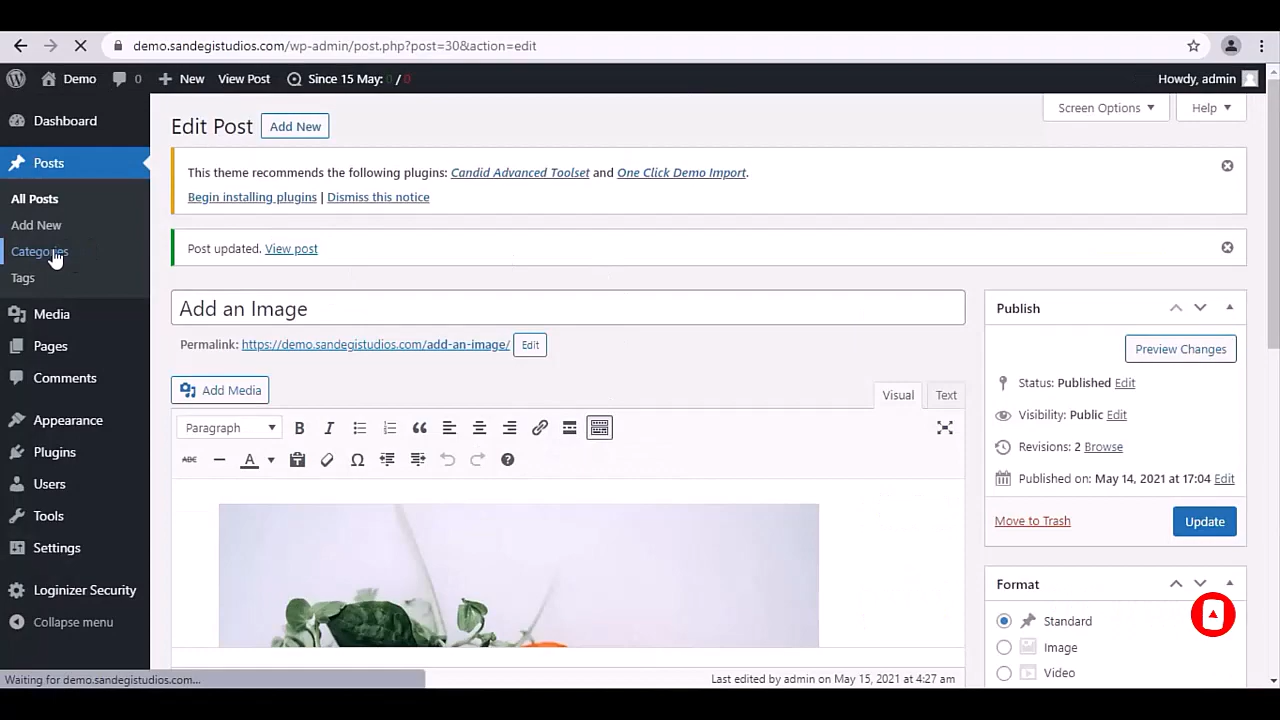 demo.sandegistudios.com/wp-admin/post.php?post=30&action=edit
Demo
0
New
View Post
Since 15 May: 0 / 0
Howdy, admin
Dashboard
Posts
All Posts
Add New
Categories
Tags
Media
Pages
Comments
Appearance
Plugins
Users
Tools
Settings
Loginizer Security
Collapse menu
Screen Options
Help
Edit Post
Add New
This theme recommends the following plugins: Candid Advanced Toolset and One Click Demo Import.
Begin installing plugins | Dismiss this notice
Post updated. View post
Add an Image
Permalink: https://demo.sandegistudios.com/add-an-image/ Edit
Add Media
Visual
Text
Paragraph
B
I
ABC
A
Ω
Last edited by admin on May 15, 2021 at 4:27 am
Publish
Preview Changes
Status: Published Edit
Visibility: Public Edit
Revisions: 2 Browse
Published on: May 14, 2021 at 17:04 Edit
Move to Trash
Update
Format
Standard
Image
Video
Waiting for demo.sandegistudios.com...